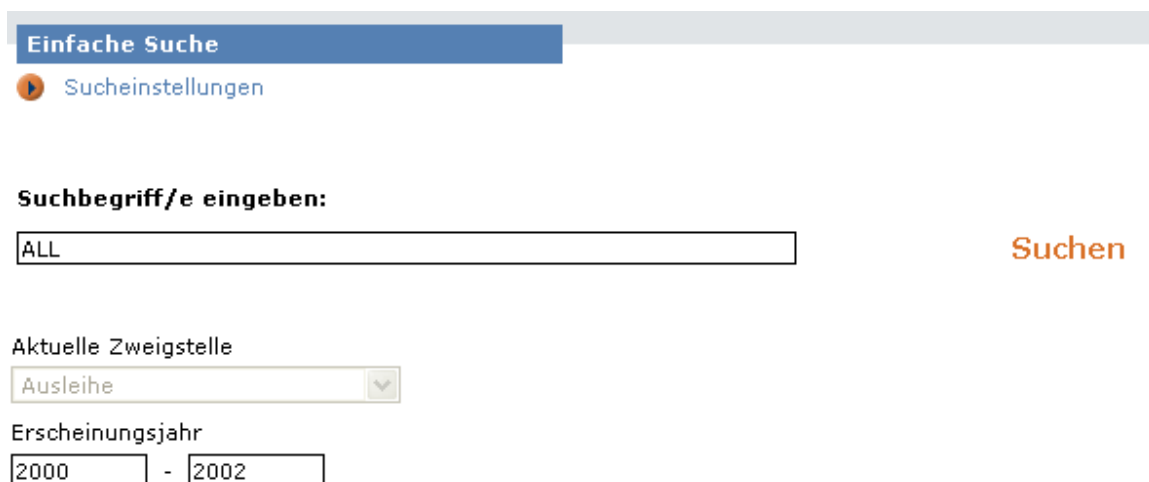 Einfache Suche
Sucheinstellungen
Suchbegriff/e eingeben:
ALL
Suchen
Aktuelle Zweigstelle
Ausleihe
Erscheinungsjahr
2000 - 2002